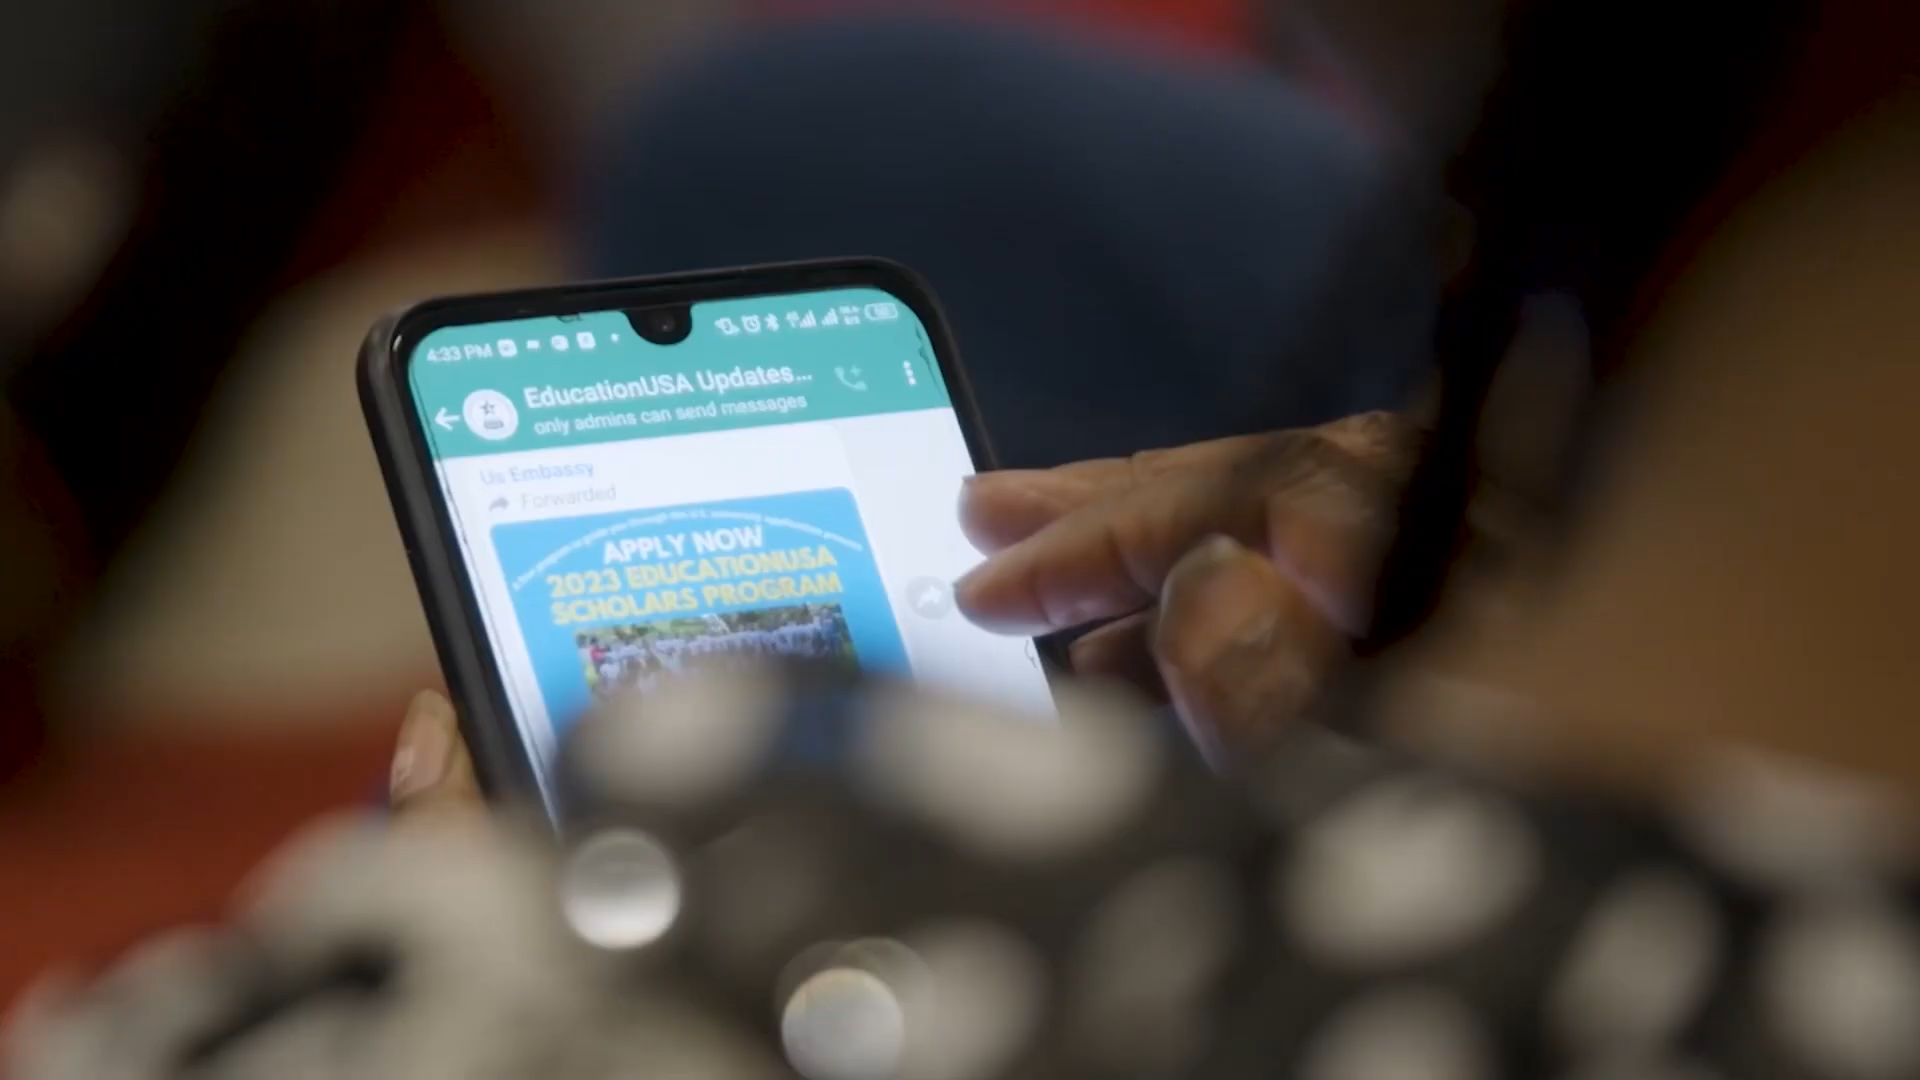 4:33 PM
EducationUSA Updates...
only admins can send messages
Us Embassy
Forwarded
APPLY NOW
2023 EDUCATIONUSA
SCHOLARS PROGRAM